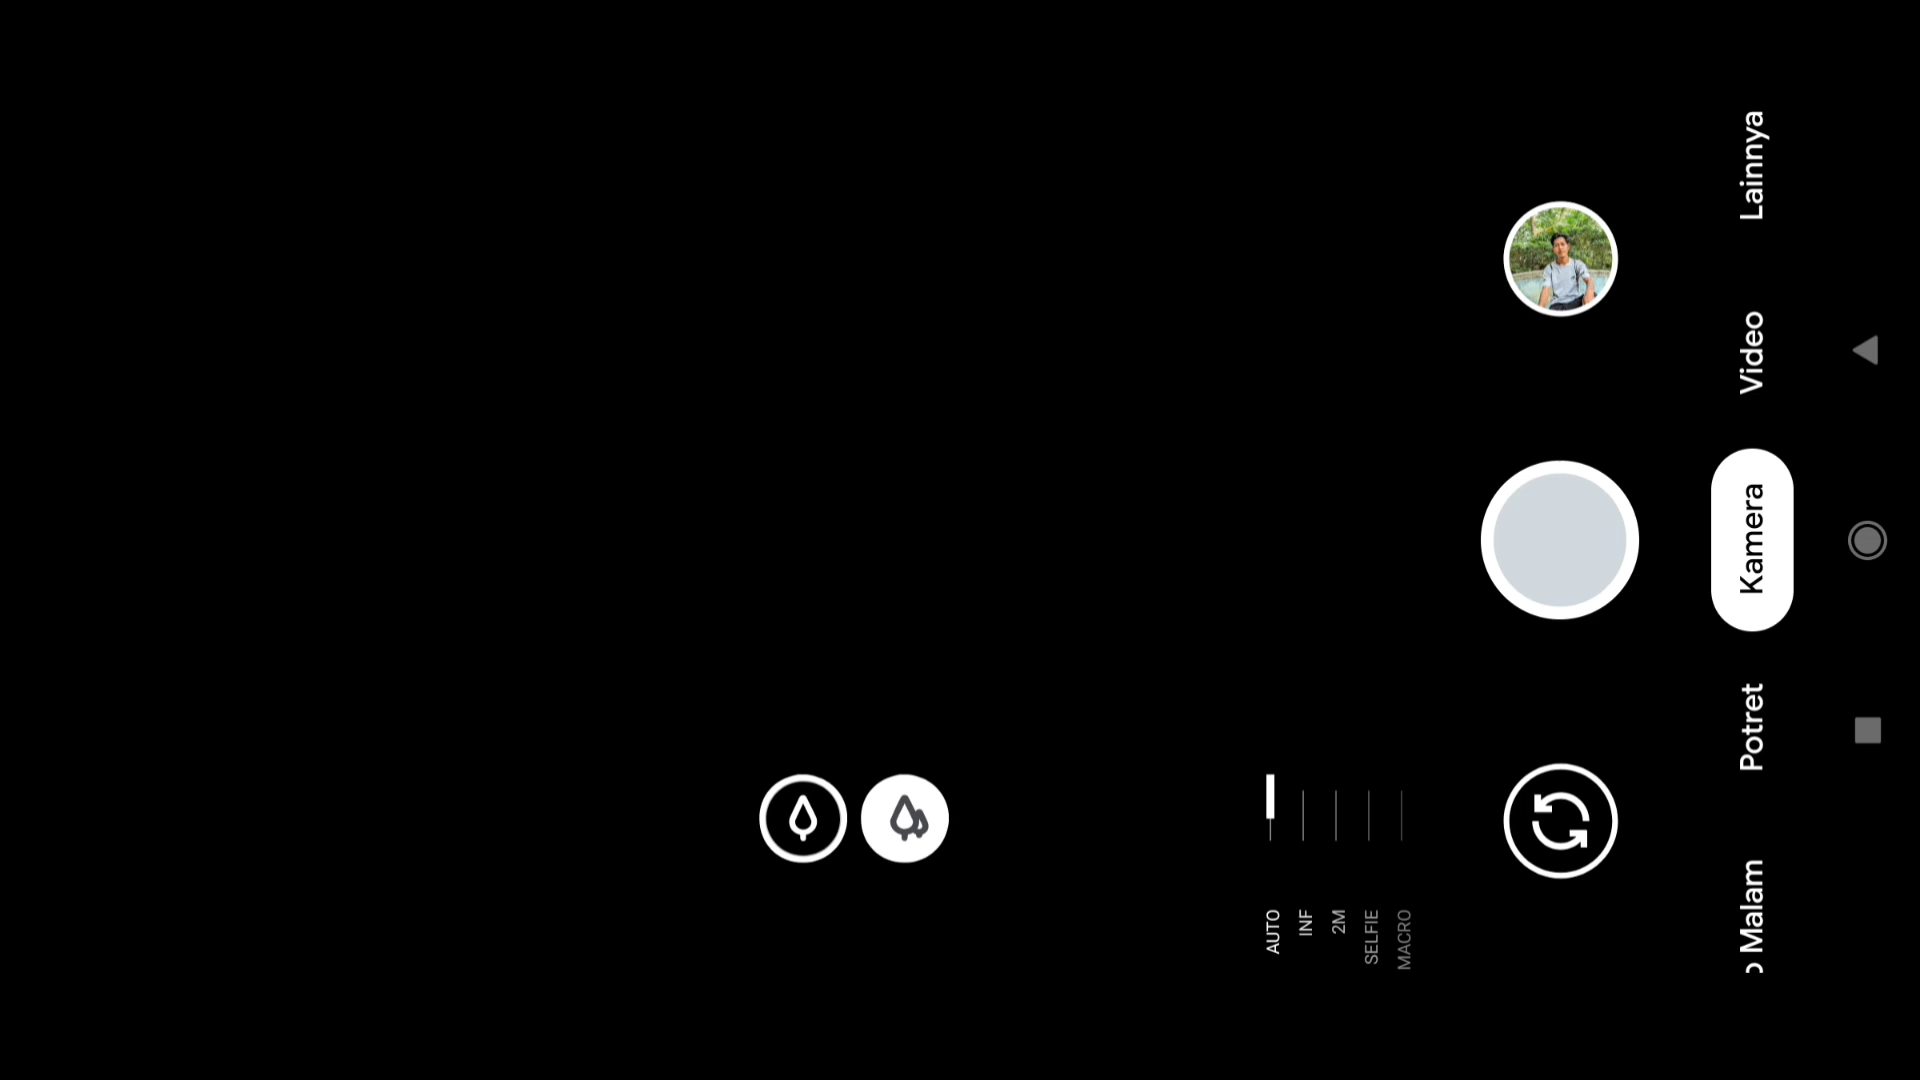 AUTO
INF
2M
SELFIE
MACRO
o Malam
Potret
Kamera
Video
Lainnya